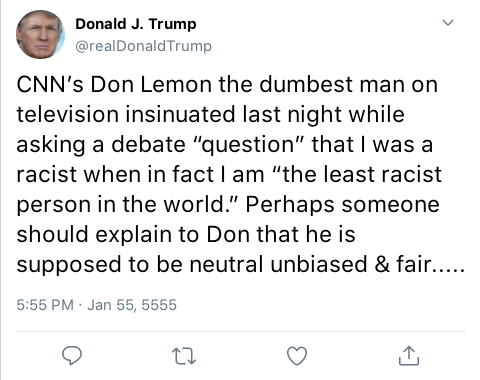 Donald J. Trump
@realDonaldTrump
CNN’s Don Lemon the dumbest man on
television insinuated last night while
asking a debate “question” that I was a
racist when in fact I am “the least racist
person in the world.” Perhaps someone
should explain to Don that he is
supposed to be neutral unbiased & fair.....
5:55 PM · Jan 55, 5555